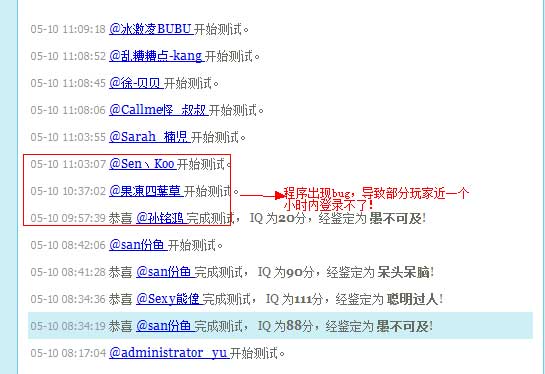 05-10 11:09:18 @冰激凌BUBU 开始测试。
05-10 11:08:52 @乱糟糟点-kang 开始测试。
05-10 11:08:45 @徐-贝贝 开始测试。
05-10 11:08:06 @Callme怪_叔叔 开始测试。
05-10 11:03:55 @Sarah_楠児 开始测试。
05-10 11:03:07 @Sen丶Koo 开始测试。
05-10 10:37:02 @果凍四葉草 开始测试。
程序出现bug，导致部分玩家近一个
小时内登录不了！
05-10 09:57:39 恭喜 @孙铭鸿 完成测试， IQ 为20分，经鉴定为 愚不可及!
05-10 08:42:06 @san份鱼 开始测试。
05-10 08:41:28 恭喜 @san份鱼 完成测试， IQ 为90分，经鉴定为 呆头呆脑!
05-10 08:34:36 恭喜 @Sexy熊偟 完成测试， IQ 为111分，经鉴定为 聪明过人!
05-10 08:34:19 恭喜 @san份鱼 完成测试， IQ 为88分，经鉴定为 愚不可及!
05-10 08:17:04 @administrator_yu 开始测试。